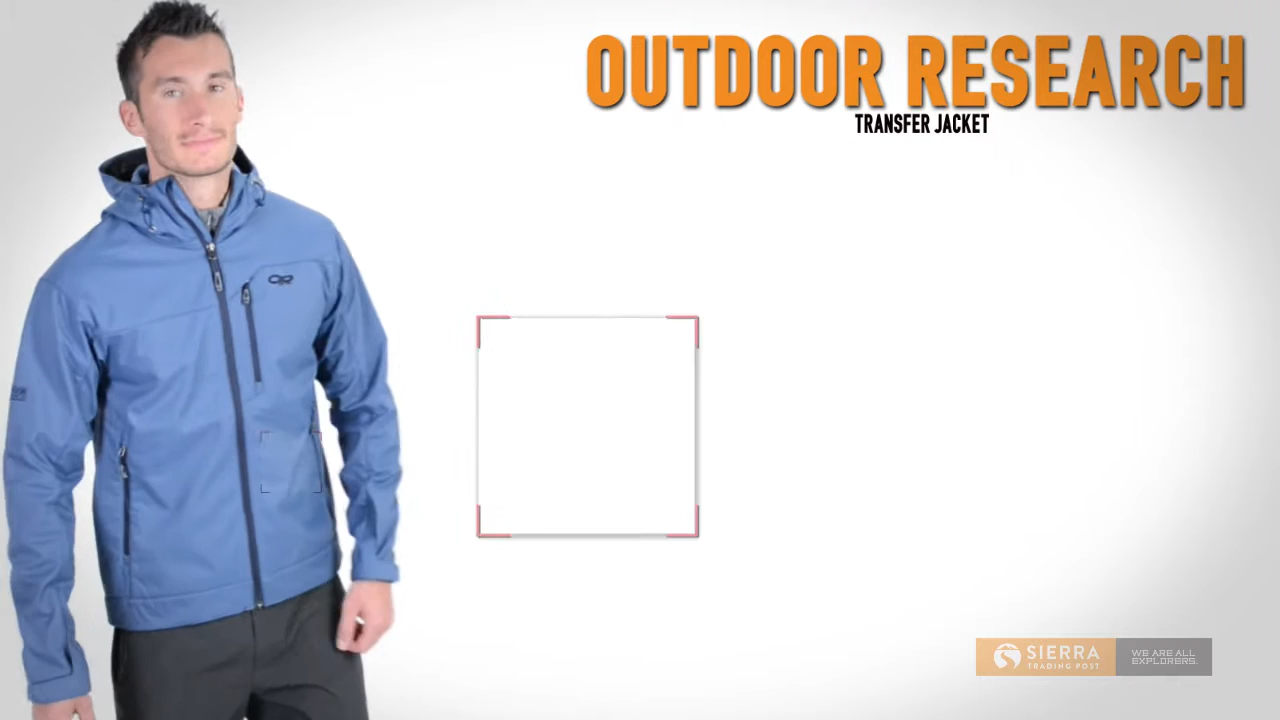 OUTDOOR RESEARCH
TRANSFER JACKET
SIERRA
TRADING POST
WE ARE ALL
EXPLORERS.